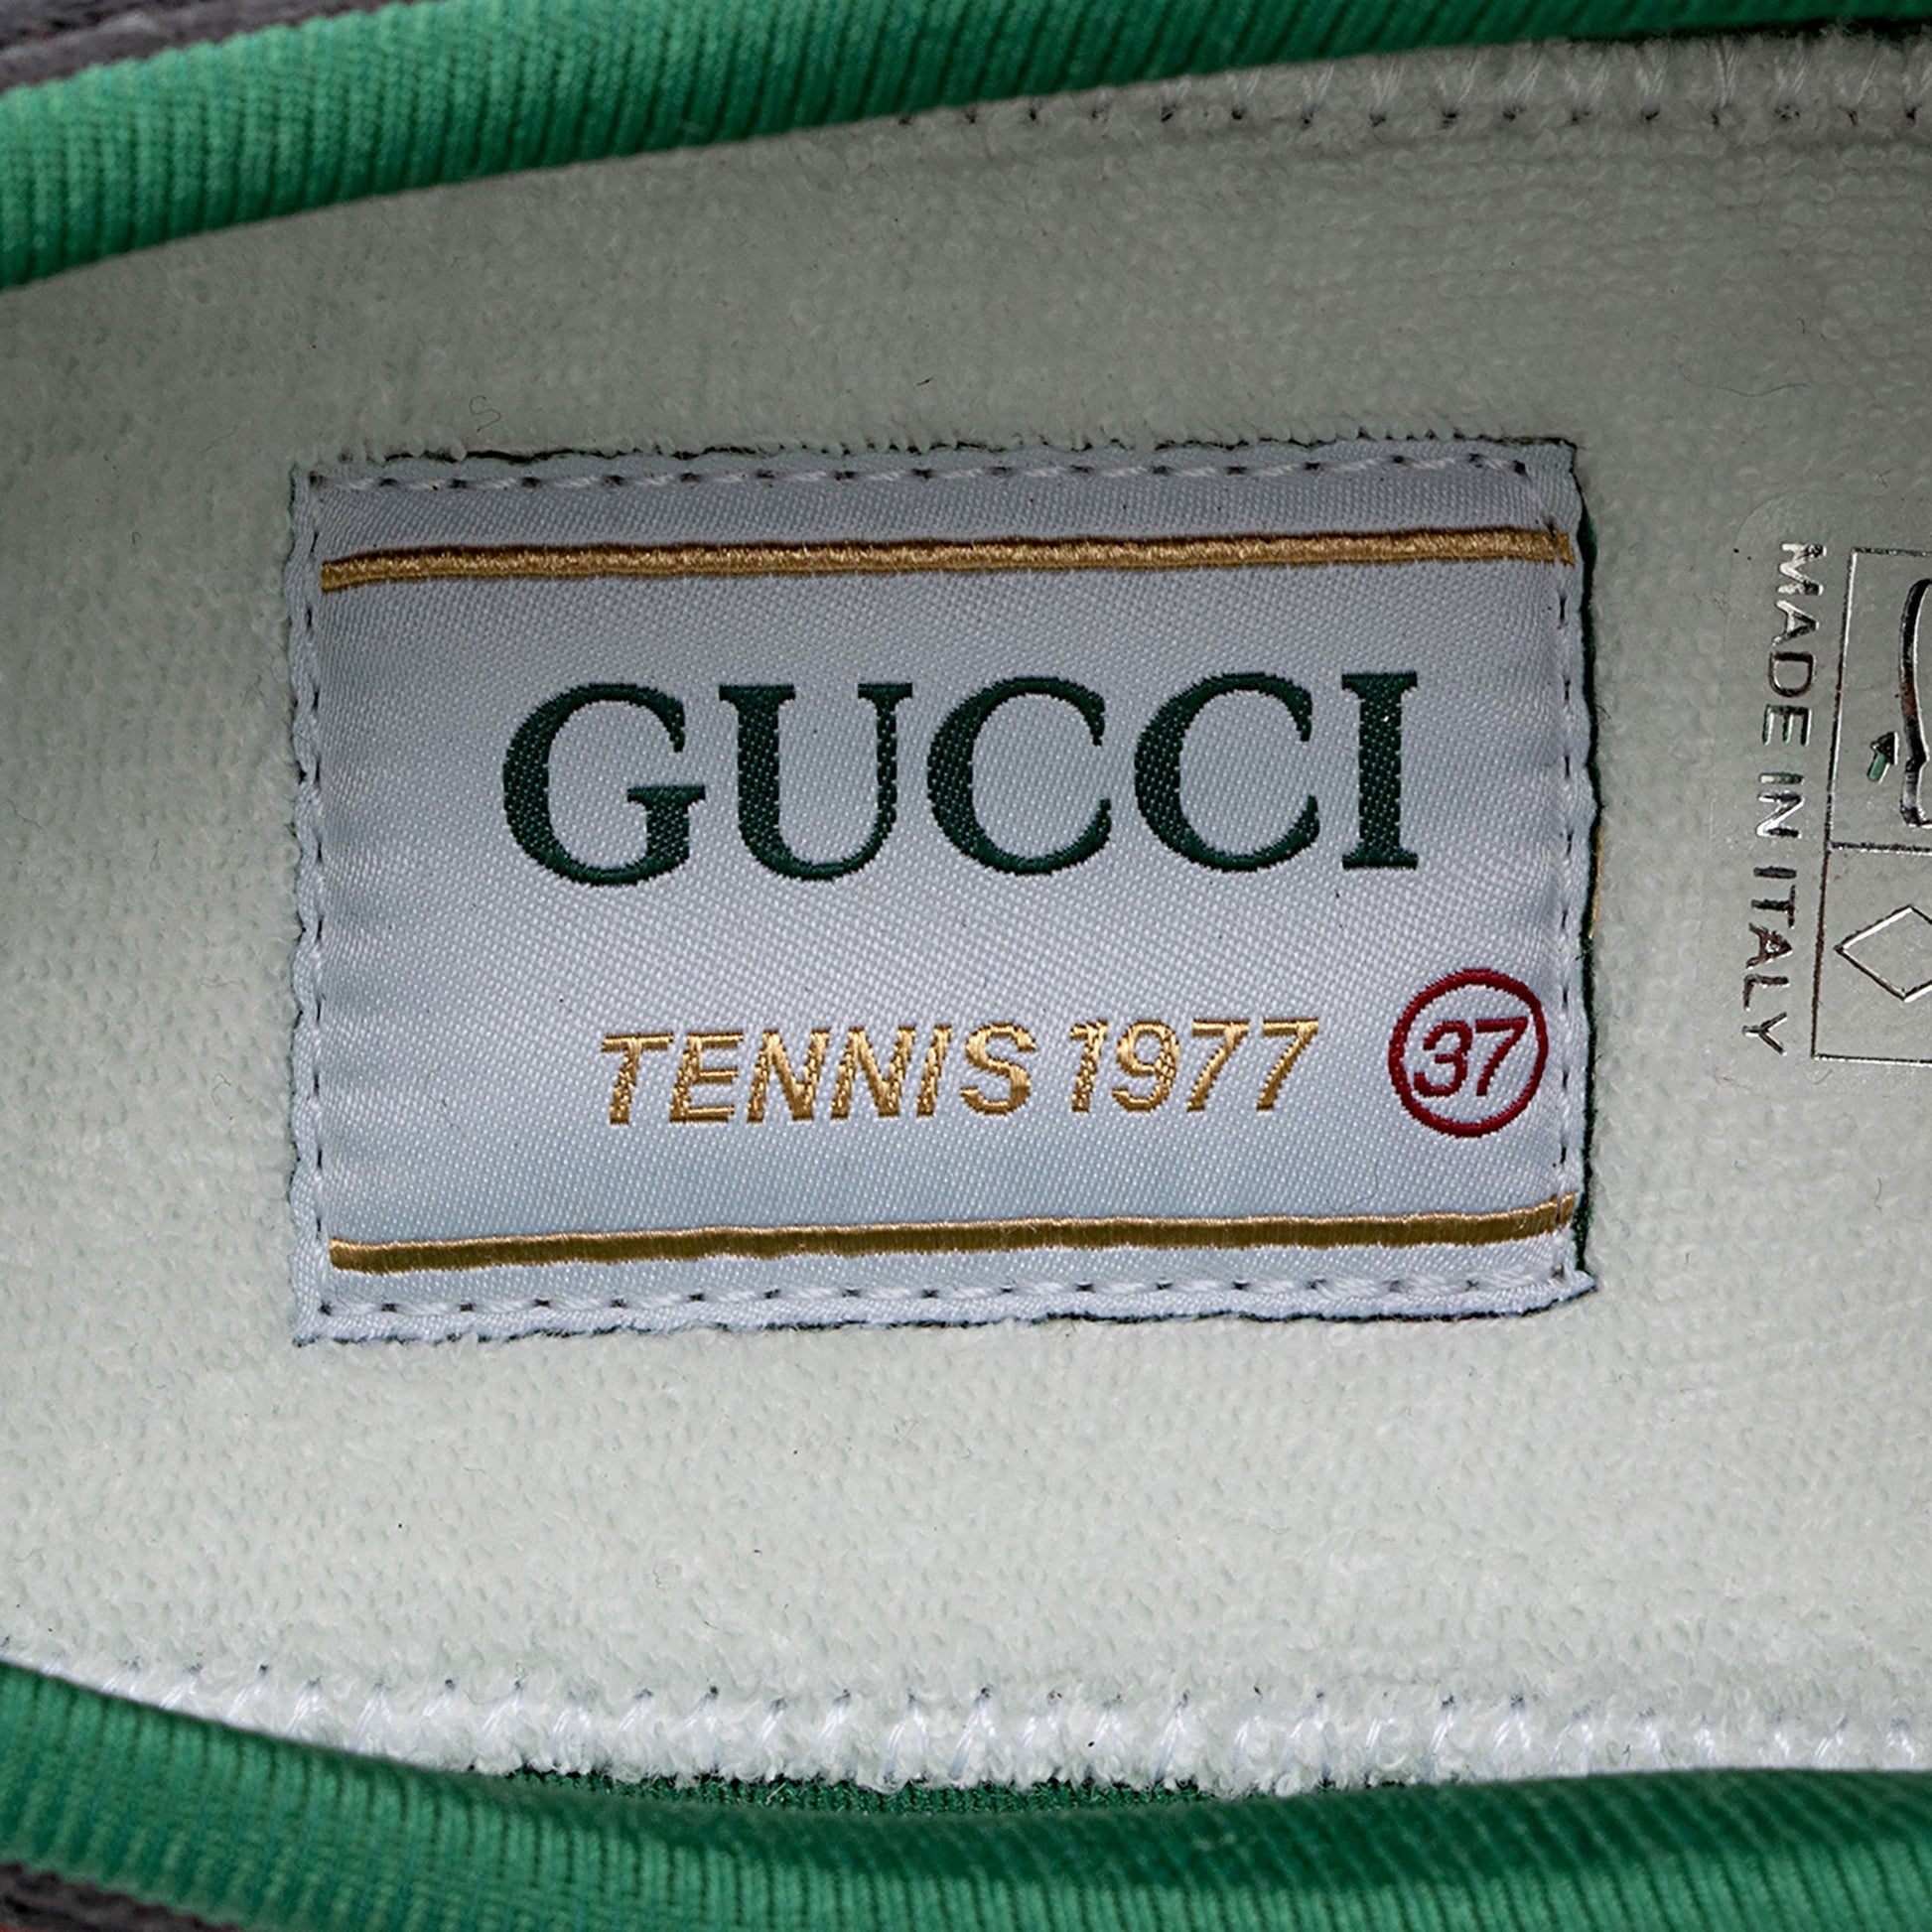 GUCCI
TENNIS 1977 37
MADE IN ITALY